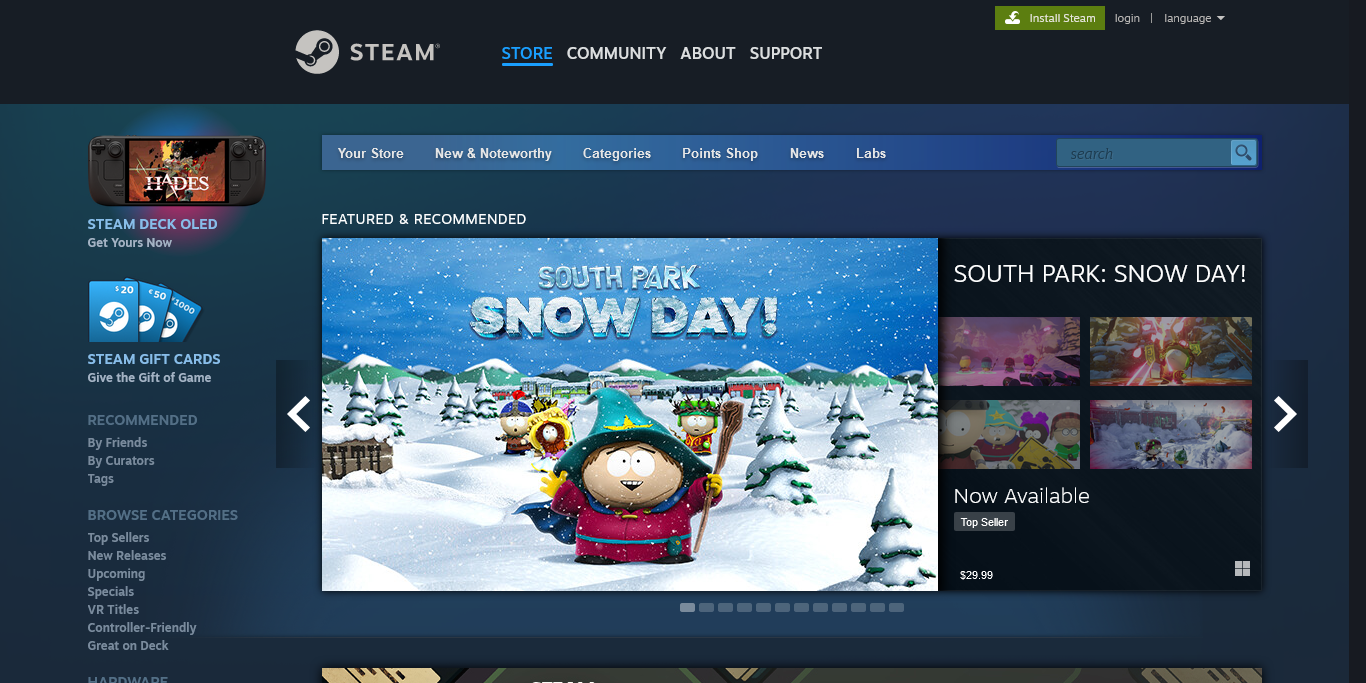 Install Steam login | language
STEAM®
STORE COMMUNITY ABOUT SUPPORT
HADES
STEAM DECK OLED
Get Yours Now
$20 €50 ¥1000
STEAM GIFT CARDS
Give the Gift of Game
RECOMMENDED
By Friends
By Curators
Tags
BROWSE CATEGORIES
Top Sellers
New Releases
Upcoming
Specials
VR Titles
Controller-Friendly
Great on Deck
HARDWARE
Your Store New & Noteworthy Categories Points Shop News Labs search
FEATURED & RECOMMENDED
SOUTH PARK
SNOW DAY!
SOUTH PARK: SNOW DAY!
Now Available
Top Seller
$29.99
STEAM